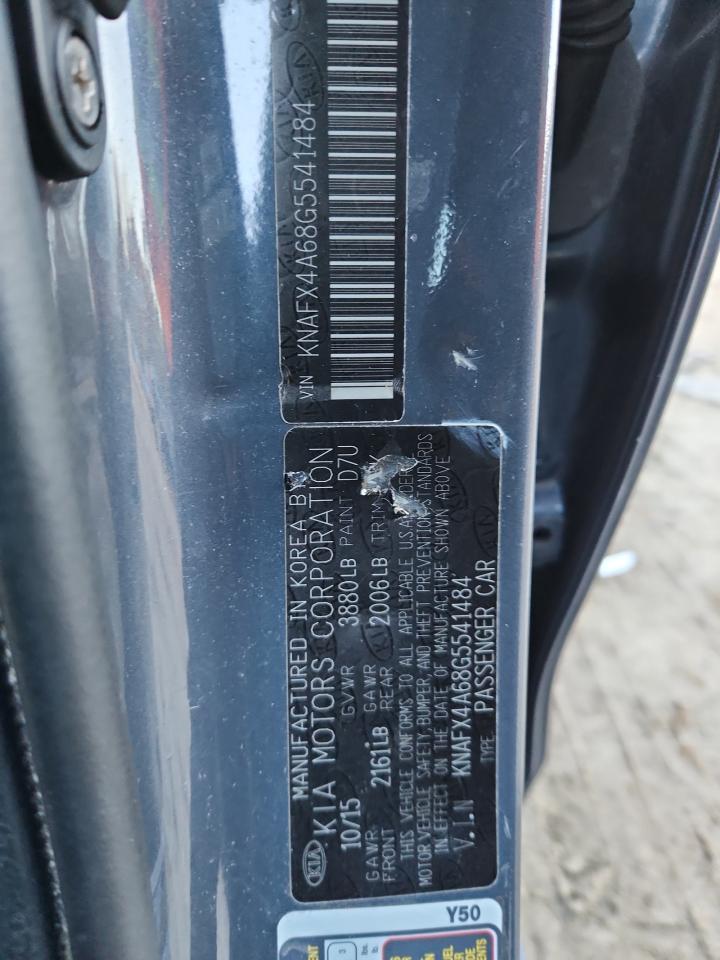 VIN KNAFX4A68G5541484
MANUFACTURED IN KOREA BY
KIA KIA MOTORS CORPORATION
10/15 GVWR 3880LB PAINT D7U
GAWR FRONT 2161LB GAWR REAR 2006LB TRIM
THIS VEHICLE CONFORMS TO ALL APPLICABLE U.S.A.
MOTOR VEHICLE SAFETY, BUMPER, AND THEFT PREVENTION STANDARDS
IN EFFECT ON THE DATE OF MANUFACTURE SHOWN ABOVE
V.I.N KNAFX4A68G5541484
TYPE: PASSENGER CAR
Y50